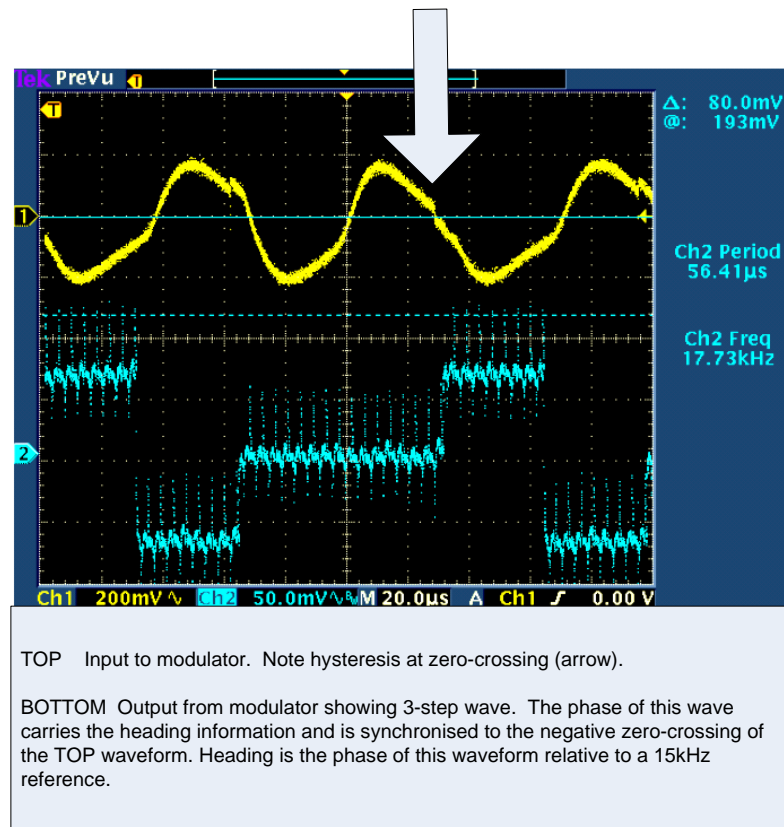 Tek PreVu T
T
Δ: 80.0mV
@: 193mV
1
Ch2 Period
56.41µs
Ch2 Freq
17.73kHz
2
Ch1 200mV ∿ Ch2 50.0mV∿BW M 20.0µs A Ch1 ƒ 0.00 V
TOP Input to modulator. Note hysteresis at zero-crossing (arrow).
BOTTOM Output from modulator showing 3-step wave. The phase of this wave
carries the heading information and is synchronised to the negative zero-crossing of
the TOP waveform. Heading is the phase of this waveform relative to a 15kHz
reference.